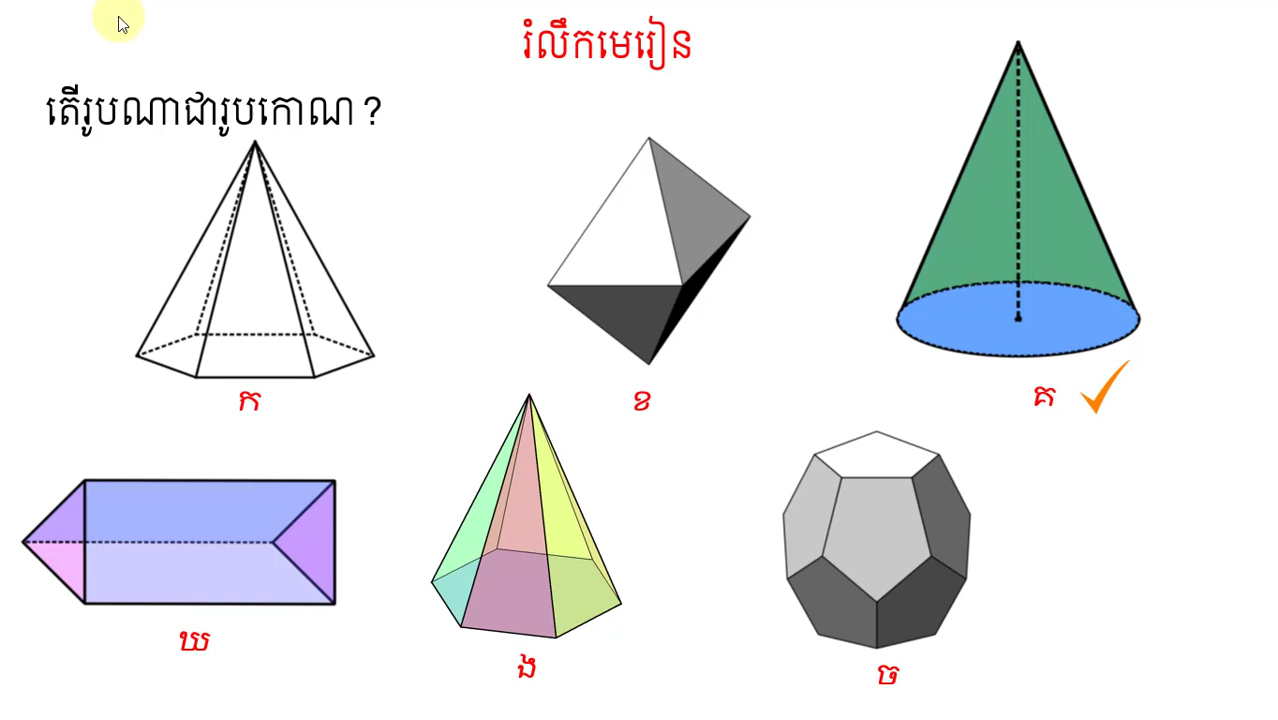 រំលឹកមេរៀន
តើរូបណាជារូបកោណ ?
ក
ខ
គ
ឃ
ង
ច